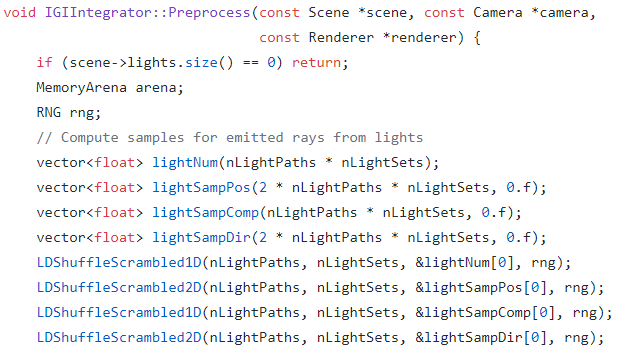 void IGIIntegrator::Preprocess(const Scene *scene, const Camera *camera,
                               const Renderer *renderer) {
    if (scene->lights.size() == 0) return;
    MemoryArena arena;
    RNG rng;
    // Compute samples for emitted rays from lights
    vector<float> lightNum(nLightPaths * nLightSets);
    vector<float> lightSampPos(2 * nLightPaths * nLightSets, 0.f);
    vector<float> lightSampComp(nLightPaths * nLightSets, 0.f);
    vector<float> lightSampDir(2 * nLightPaths * nLightSets, 0.f);
    LDShuffleScrambled1D(nLightPaths, nLightSets, &lightNum[0], rng);
    LDShuffleScrambled2D(nLightPaths, nLightSets, &lightSampPos[0], rng);
    LDShuffleScrambled1D(nLightPaths, nLightSets, &lightSampComp[0], rng);
    LDShuffleScrambled2D(nLightPaths, nLightSets, &lightSampDir[0], rng);